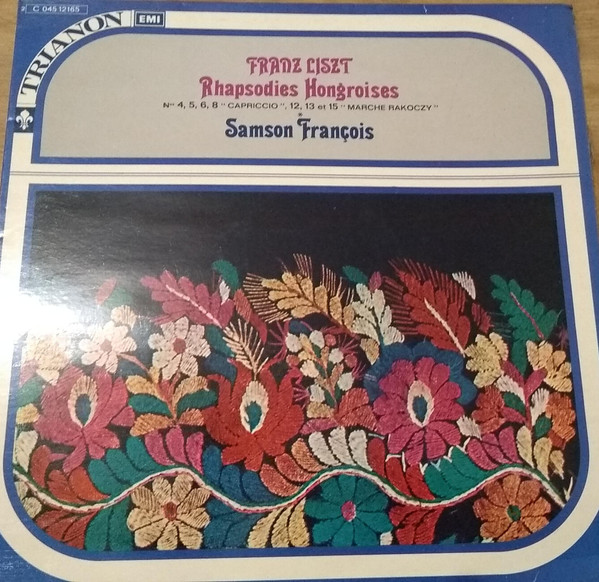 2 C 045 12165
TRIANON
EMI
FRANZ LISZT
Rhapsodies Hongroises
Nos 4, 5, 6, 8 "CAPRICCIO", 12, 13 et 15 "MARCHE RAKOCZY"
Samson François